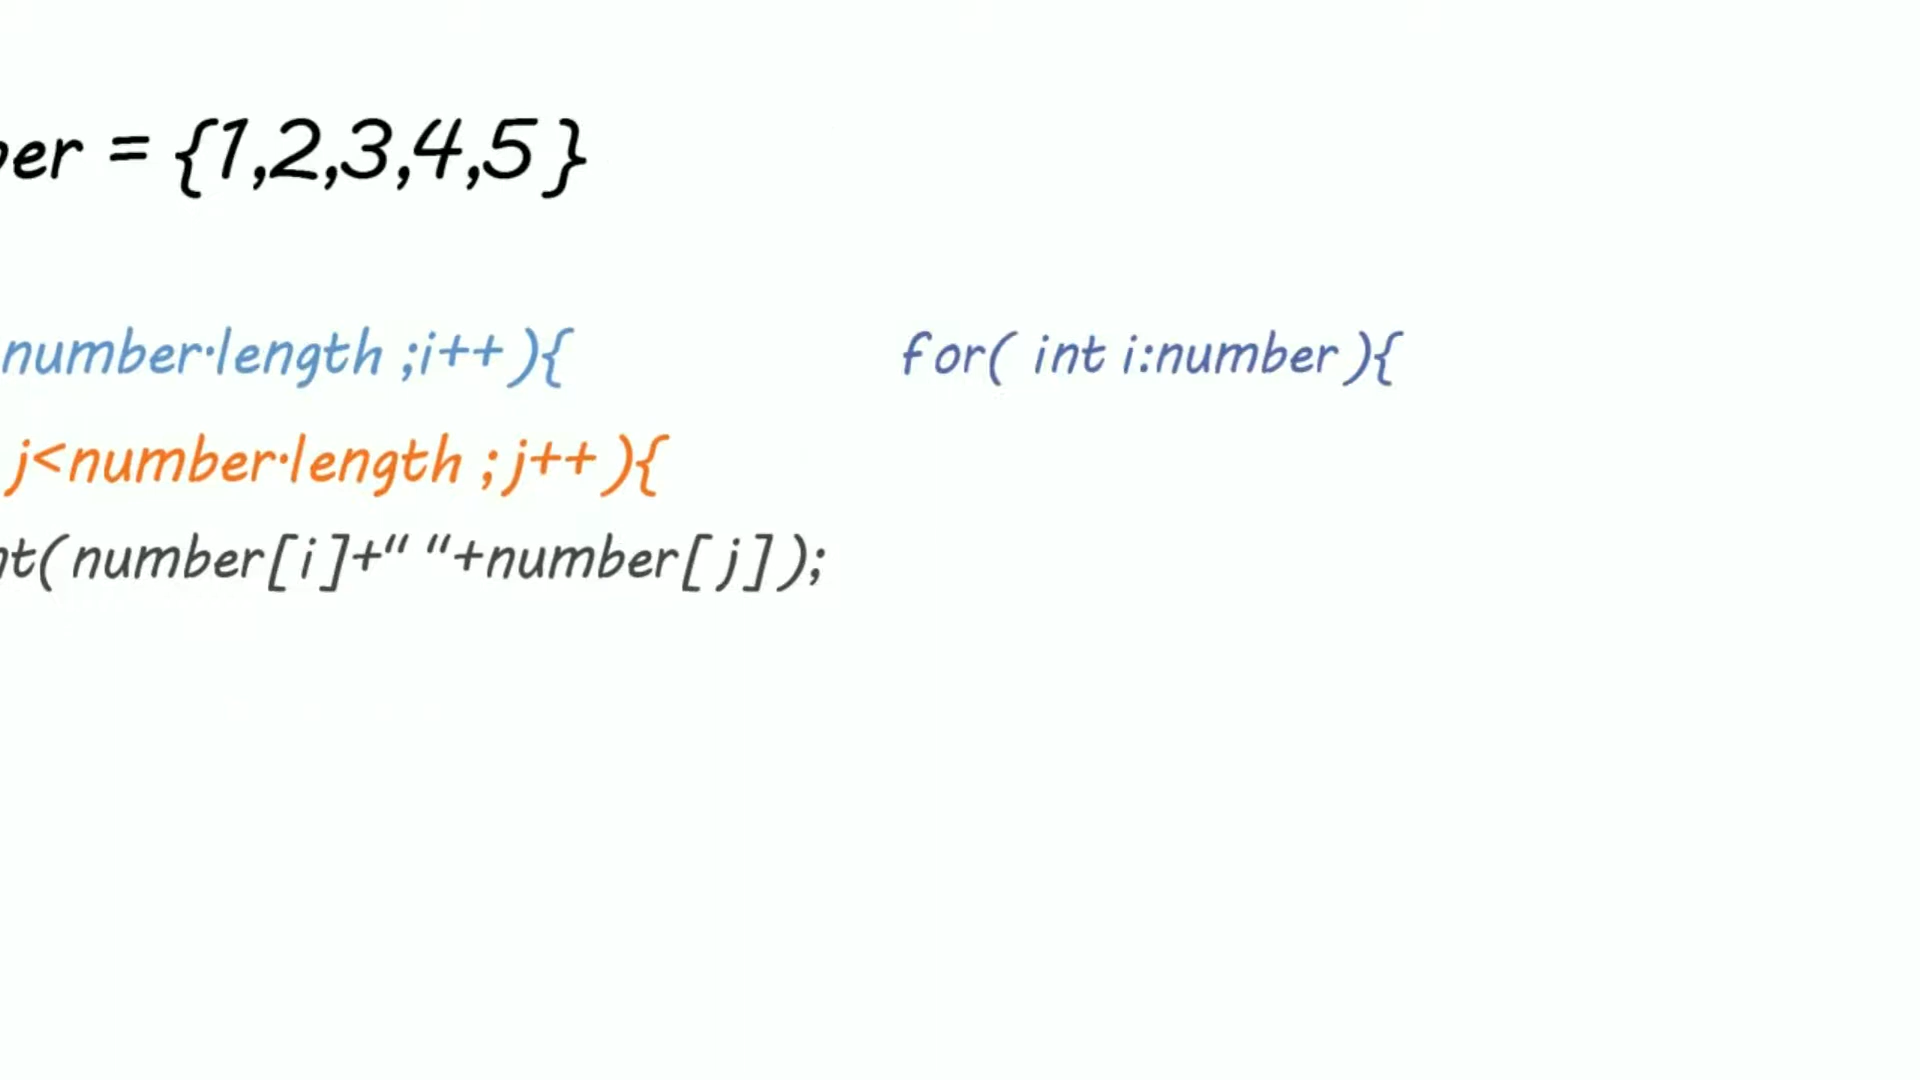 er = {1,2,3,4,5}
number.length ;i++ ){
j<number.length ; j++ ){
t(number[i]+“ “+number[j]);
for( int i:number ){